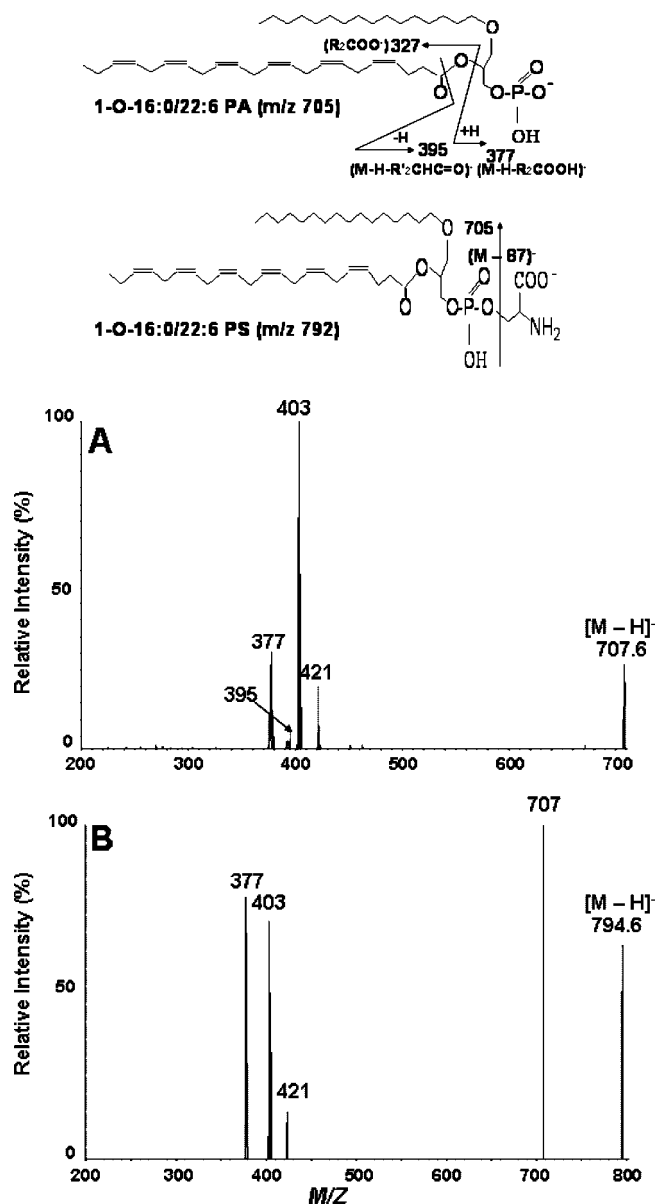 O
(R₂COO⁻)327
O
O
O
O
O-P-O⁻
OH
1-O-16:0/22:6 PA (m/z 705)
-H
+H
395
377
(M-H-R'₂CHC=O)⁻ (M-H-R₂COOH)⁻
705
O
(M – 87)⁻
O
O
COO⁻
O
O-P-O
NH₂
OH
1-O-16:0/22:6 PS (m/z 792)
A
100
50
0
Relative Intensity (%)
403
377
395
421
[M – H]⁻
707.6
200 300 400 500 600 700
B
100
50
0
Relative Intensity (%)
707
377
403
421
[M – H]⁻
794.6
200 300 400 500 600 700 800
M/Z